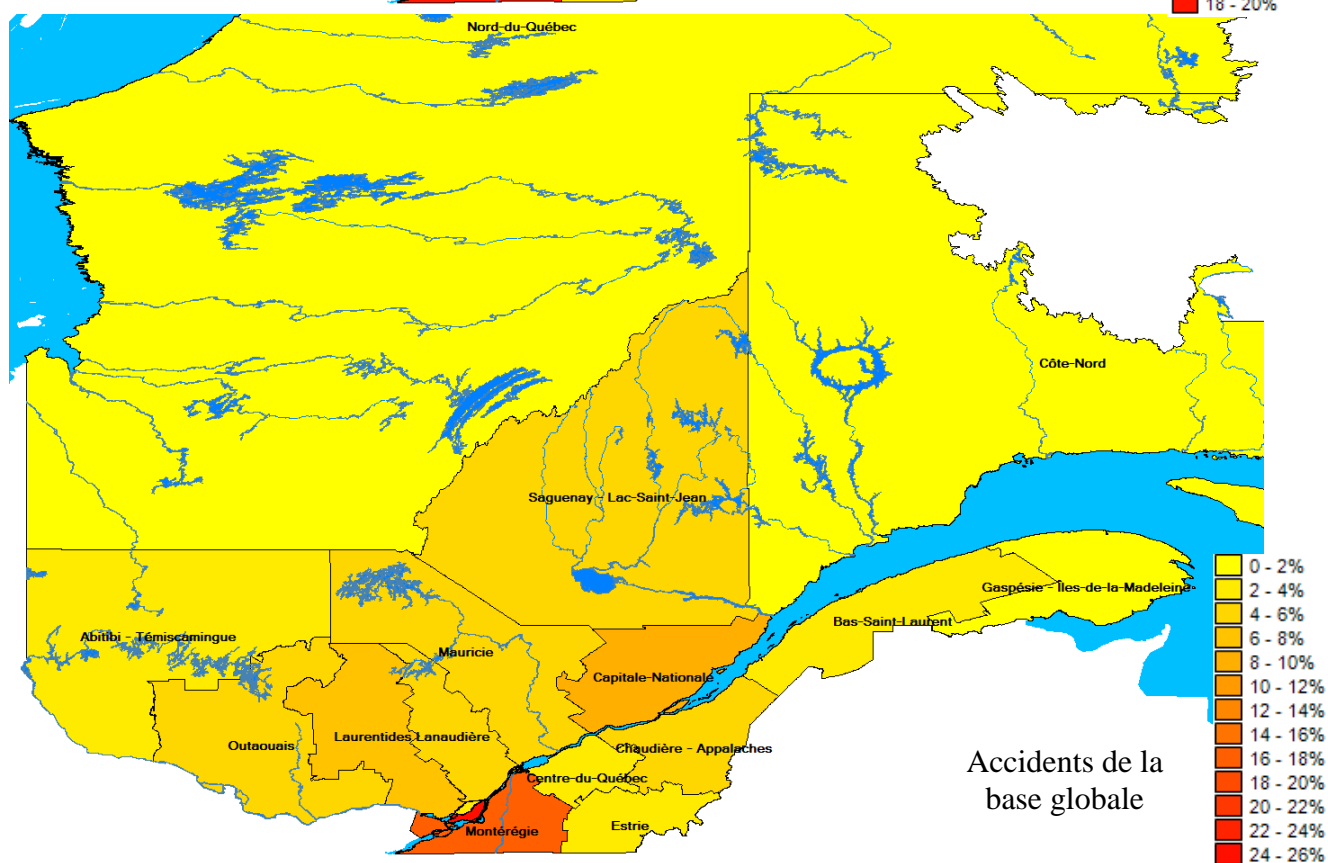 18 - 20%
Nord-du-Québec
Côte-Nord
Saguenay - Lac-Saint-Jean
Gaspésie - Iles-de-la-Madeleine
Bas-Saint-Laurent
Abitibi - Témiscamingue
Mauricie
Capitale-Nationale
Outaouais
Laurentides
Lanaudière
Chaudière - Appalaches
Centre-du-Québec
Estrie
Montérégie
Accidents de la
base globale
0 - 2%
2 - 4%
4 - 6%
6 - 8%
8 - 10%
10 - 12%
12 - 14%
14 - 16%
16 - 18%
18 - 20%
20 - 22%
22 - 24%
24 - 26%